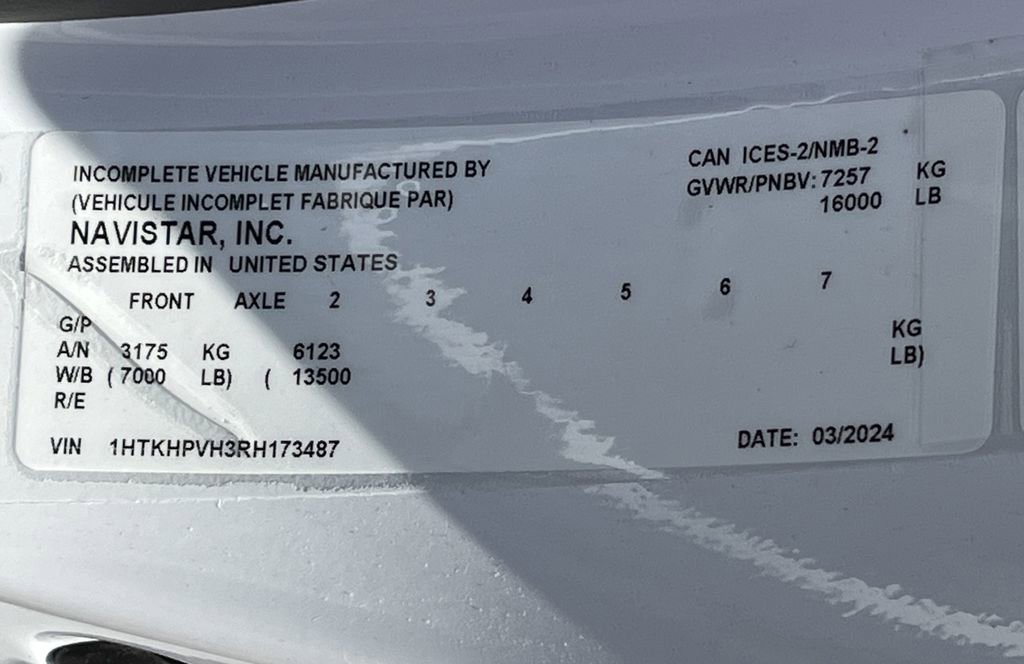 INCOMPLETE VEHICLE MANUFACTURED BY
(VEHICULE INCOMPLET FABRIQUE PAR)
NAVISTAR, INC.
ASSEMBLED IN UNITED STATES
CAN ICES-2/NMB-2
GVWR/PNBV: 7257 KG
16000 LB
FRONT AXLE 2 3 4 5 6 7
G/P
A/N 3175 KG 6123 KG
W/B ( 7000 LB) ( 13500 LB)
R/E
VIN 1HTKHPVH3RH173487
DATE: 03/2024